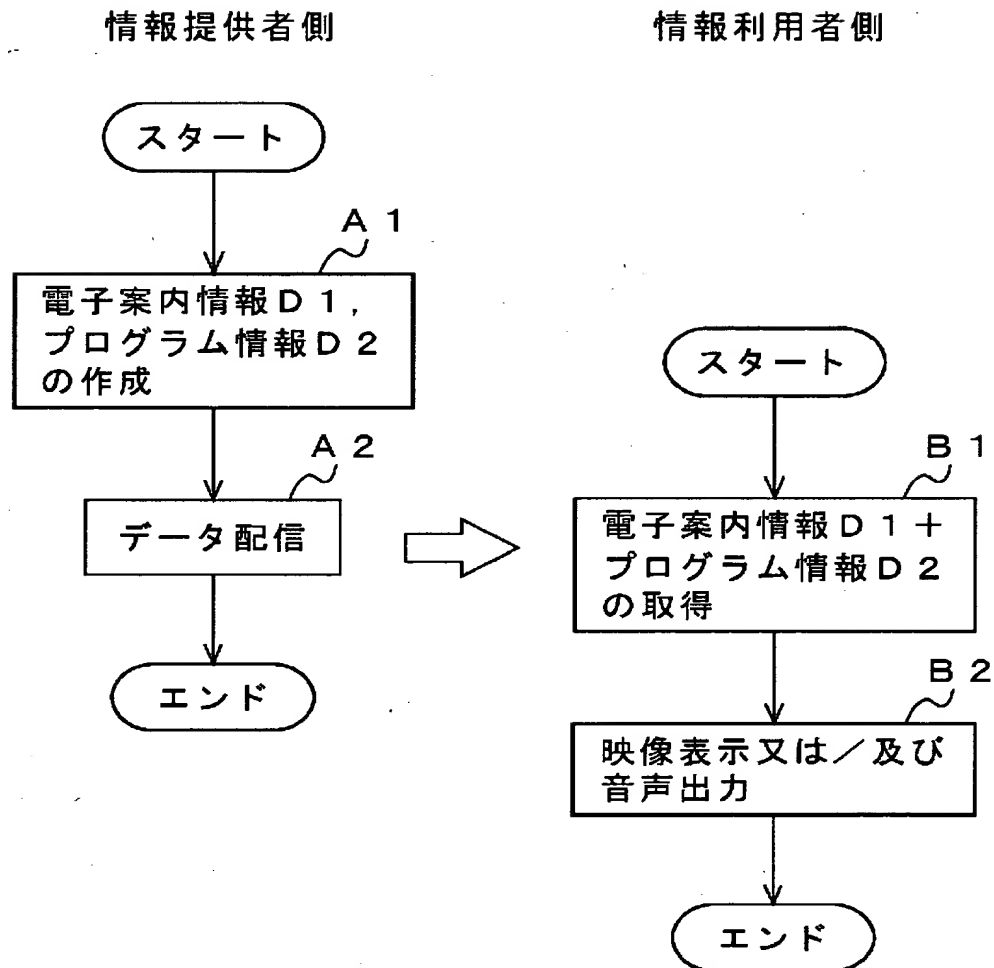 情報提供者側
スタート
A1
電子案内情報D1,
プログラム情報D2
の作成
A2
データ配信
エンド
情報利用者側
スタート
B1
電子案内情報D1+
プログラム情報D2
の取得
B2
映像表示又は/及び
音声出力
エンド